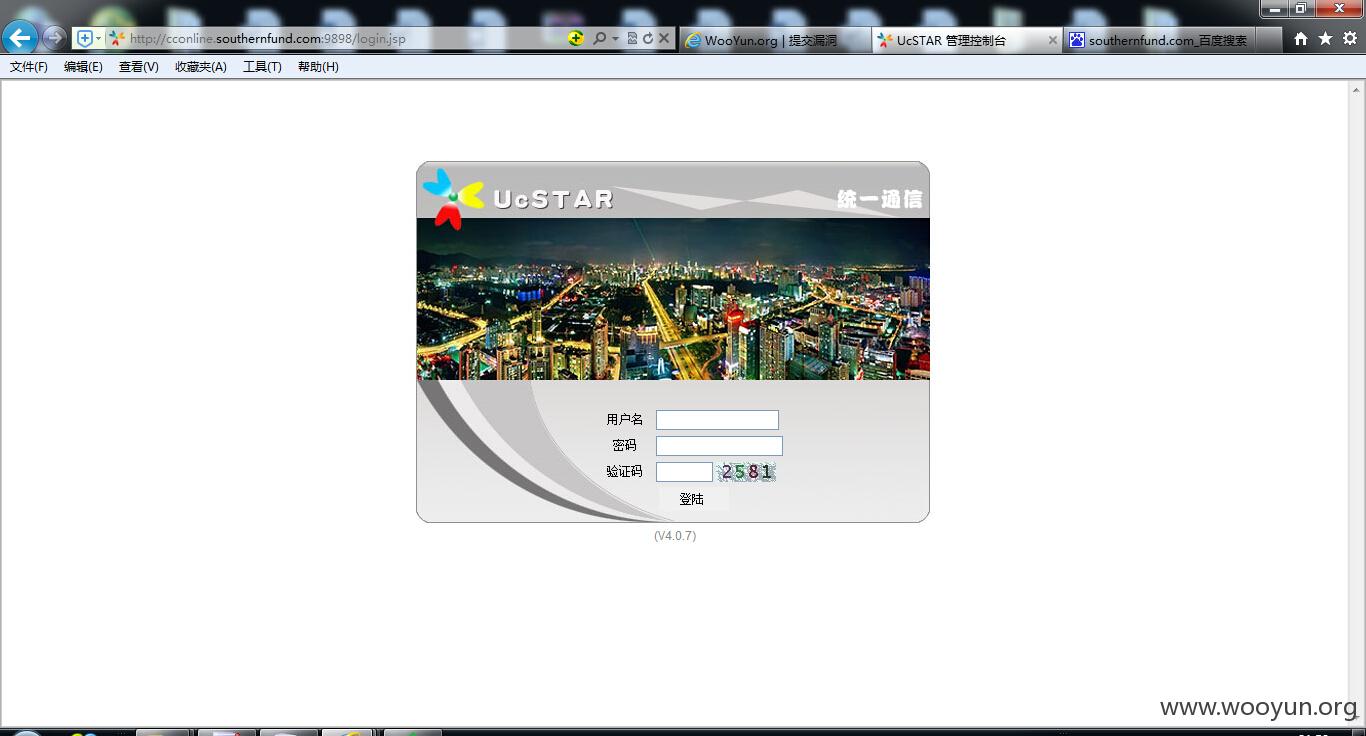 http://cconline.southernfund.com:9898/login.jsp
WooYun.org | 提交漏洞
UcSTAR 管理控制台
southernfund.com_百度搜索
文件(F) 编辑(E) 查看(V) 收藏夹(A) 工具(T) 帮助(H)
UcSTAR
统一通信
用户名
密码
验证码 2581
登陆
(V4.0.7)
www.wooyun.org